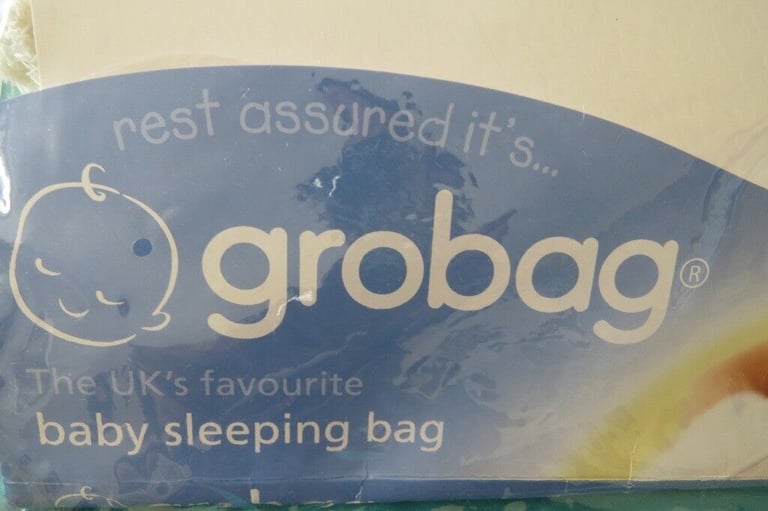 rest assured it's...
grobag®
The UK's favourite
baby sleeping bag